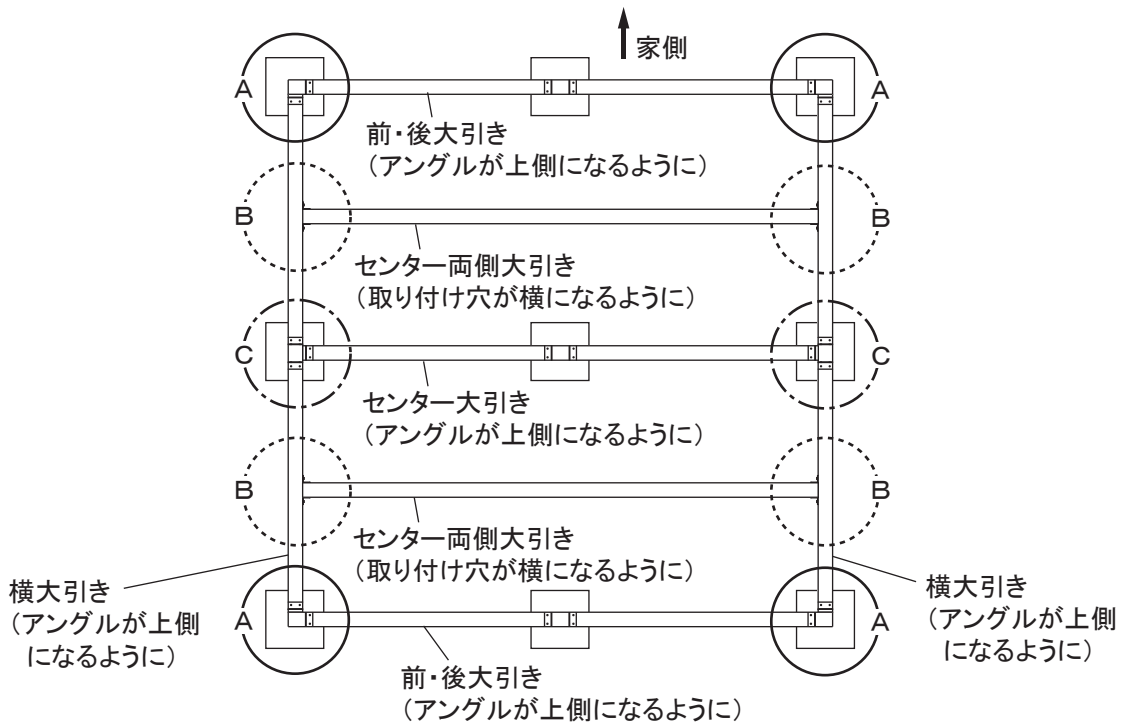 家側
A
A
前・後大引き
（アングルが上側になるように）
B
B
センター両側大引き
（取り付け穴が横になるように）
C
C
センター大引き
（アングルが上側になるように）
B
B
センター両側大引き
（取り付け穴が横になるように）
横大引き
（アングルが上側
になるように）
横大引き
（アングルが上側
になるように）
A
A
前・後大引き
（アングルが上側になるように）